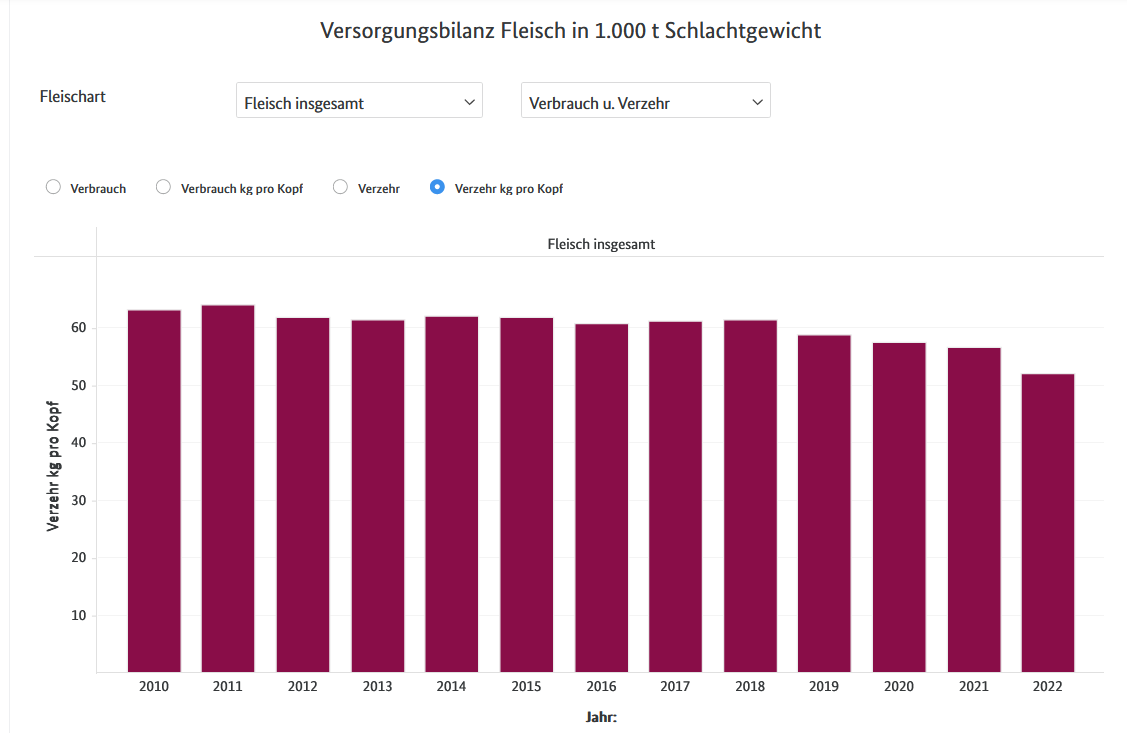 Versorgungsbilanz Fleisch in 1.000 t Schlachtgewicht
Fleischart
Fleisch insgesamt
Verbrauch u. Verzehr
Verbrauch
Verbrauch kg pro Kopf
Verzehr
Verzehr kg pro Kopf
Fleisch insgesamt
Verzehr kg pro Kopf
60
50
40
30
20
10
2010 2011 2012 2013 2014 2015 2016 2017 2018 2019 2020 2021 2022
Jahr: